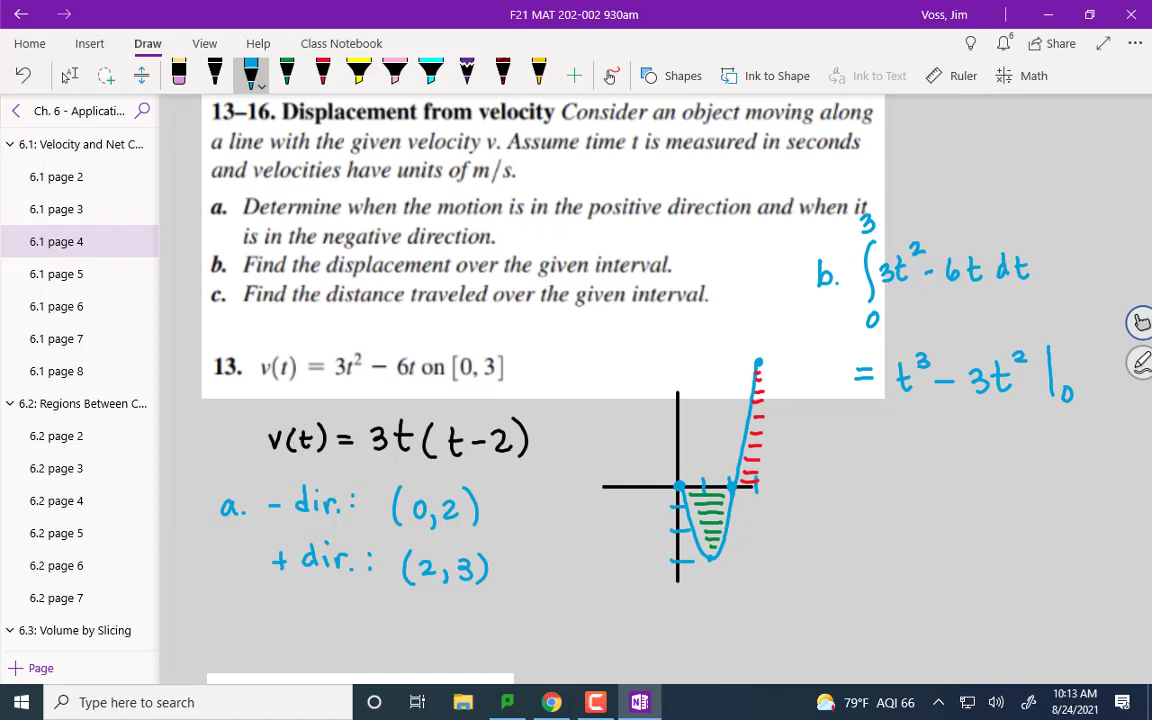 F21 MAT 202-002 930am
Voss, Jim
Home Insert Draw View Help Class Notebook
Share
Shapes Ink to Shape Ink to Text Ruler Math
Ch. 6 - Applicati...
6.1: Velocity and Net C...
6.1 page 2
6.1 page 3
6.1 page 4
6.1 page 5
6.1 page 6
6.1 page 7
6.1 page 8
6.2: Regions Between C...
6.2 page 2
6.2 page 3
6.2 page 4
6.2 page 5
6.2 page 6
6.2 page 7
6.3: Volume by Slicing
Page
13–16. Displacement from velocity Consider an object moving along
a line with the given velocity v. Assume time t is measured in seconds
and velocities have units of m/s.
a. Determine when the motion is in the positive direction and when it
is in the negative direction.
b. Find the displacement over the given interval.
c. Find the distance traveled over the given interval.
13. v(t) = 3t² − 6t on [0, 3]
v(t) = 3t(t-2)
a. - dir.: (0,2)
+ dir.: (2,3)
b. ∫₀³ 3t² - 6t dt
= t³ - 3t² |₀
Type here to search
79°F AQI 66
10:13 AM
8/24/2021
6